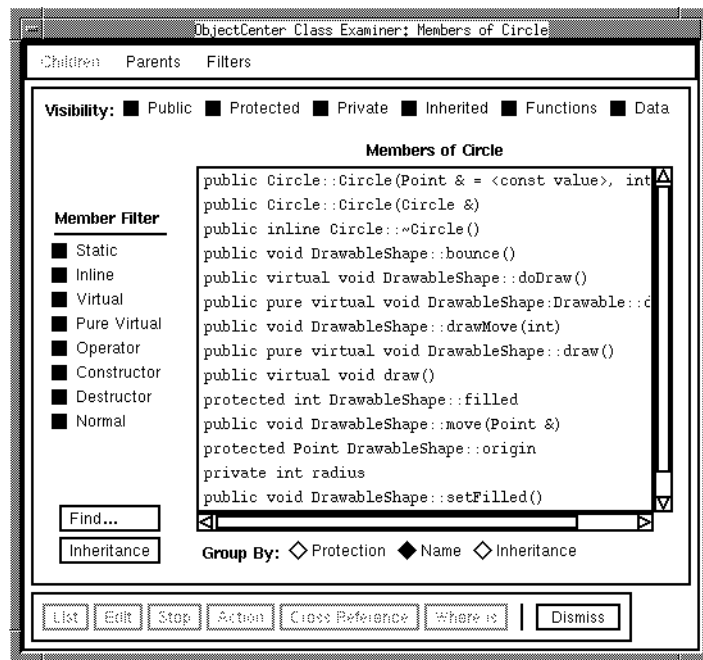 ObjectCenter Class Examiner: Members of Circle
Children Parents Filters
Visibility: Public Protected Private Inherited Functions Data
Members of Circle
public Circle::Circle(Point & = <const value>, int
public Circle::Circle(Circle &)
public inline Circle::~Circle()
public void DrawableShape::bounce()
public virtual void DrawableShape::doDraw()
public pure virtual void DrawableShape:Drawable::d
public void DrawableShape::drawMove(int)
public pure virtual void DrawableShape::draw()
public virtual void draw()
protected int DrawableShape::filled
public void DrawableShape::move(Point &)
protected Point DrawableShape::origin
private int radius
public void DrawableShape::setFilled()
Member Filter
Static
Inline
Virtual
Pure Virtual
Operator
Constructor
Destructor
Normal
Find...
Inheritance
Group By: Protection Name Inheritance
List Edit Stop Action Cross Reference Where is Dismiss